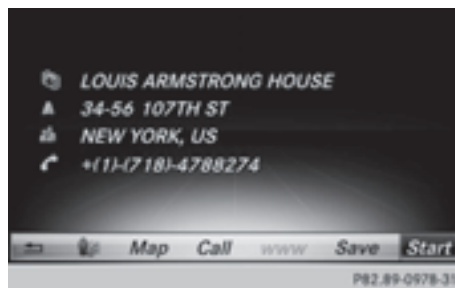 LOUIS ARMSTRONG HOUSE
34-56 107TH ST
NEW YORK, US
+(1)-(718)-4788274
Map Call www Save Start
P82.89-0978-31